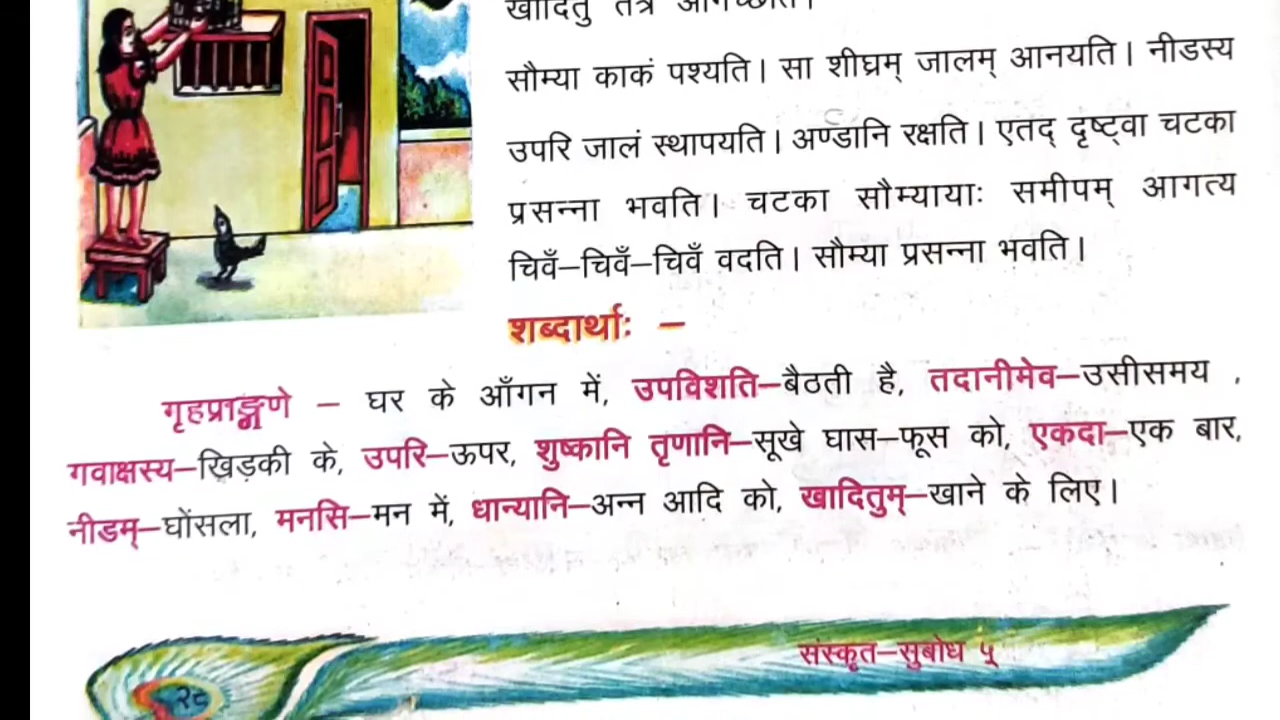 सौम्या काकं पश्यति। सा शीघ्रम् जालम् आनयति। नीडस्य
उपरि जालं स्थापयति। अण्डानि रक्षति। एतद् दृष्ट्वा चटका
प्रसन्ना भवति। चटका सौम्यायाः समीपम् आगत्य
चिवँ–चिवँ–चिवँ वदति। सौम्या प्रसन्ना भवति।
शब्दार्थाः –
गृहप्राङ्गणे – घर के आँगन में, उपविशति–बैठती है, तदानीमेव–उसीसमय ,
गवाक्षस्य–खिड़की के, उपरि–ऊपर, शुष्कानि तृणानि–सूखे घास–फूस को, एकदा–एक बार,
नीडम्–घोंसला, मनसि–मन में, धान्यानि–अन्न आदि को, खादितुम्–खाने के लिए।
संस्कृत–सुबोध ५
२८